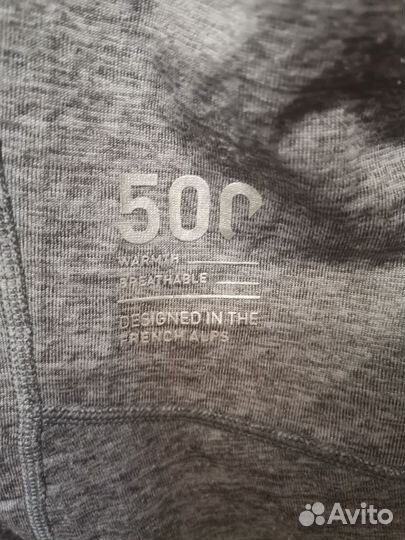 500
WARMTH
BREATHABLE
DESIGNED IN THE
FRENCH ALPS
Avito